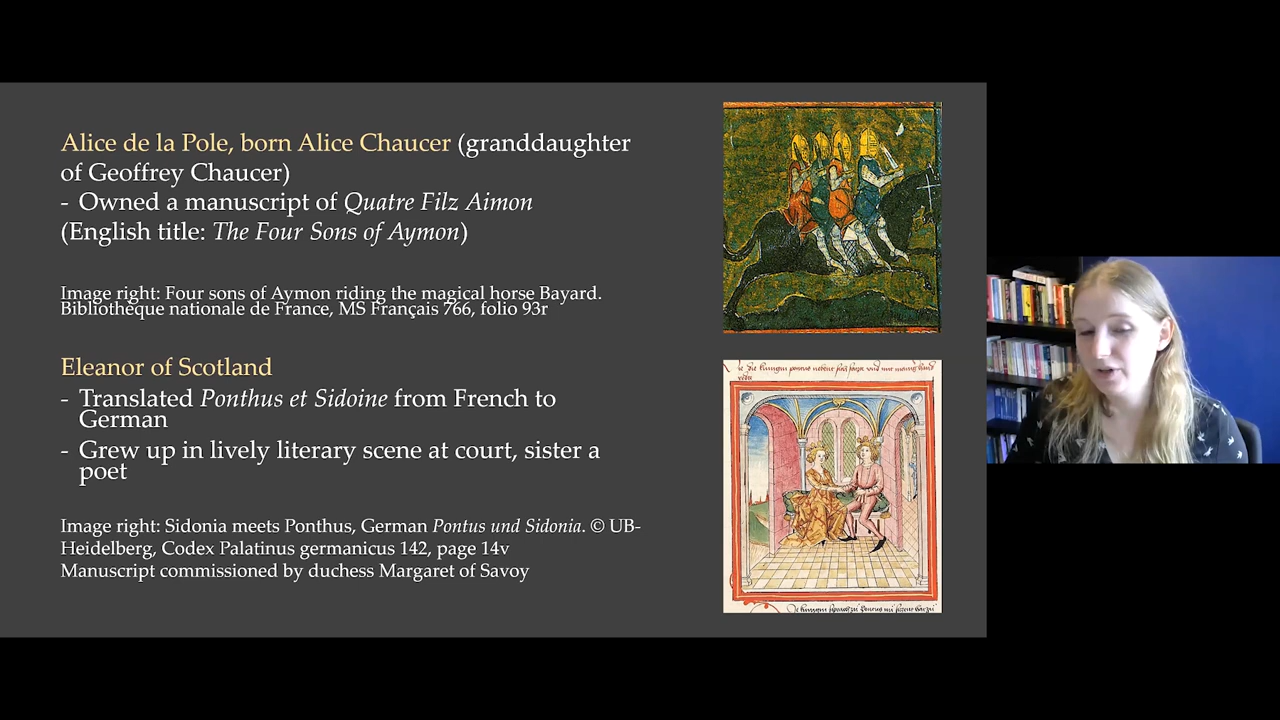 Alice de la Pole, born Alice Chaucer (granddaughter
of Geoffrey Chaucer)
- Owned a manuscript of Quatre Filz Aimon
(English title: The Four Sons of Aymon)
Image right: Four sons of Aymon riding the magical horse Bayard.
Bibliothèque nationale de France, MS Français 766, folio 93r
Eleanor of Scotland
- Translated Ponthus et Sidoine from French to
German
- Grew up in lively literary scene at court, sister a
poet
Image right: Sidonia meets Ponthus, German Pontus und Sidonia. © UB-
Heidelberg, Codex Palatinus germanicus 142, page 14v
Manuscript commissioned by duchess Margaret of Savoy